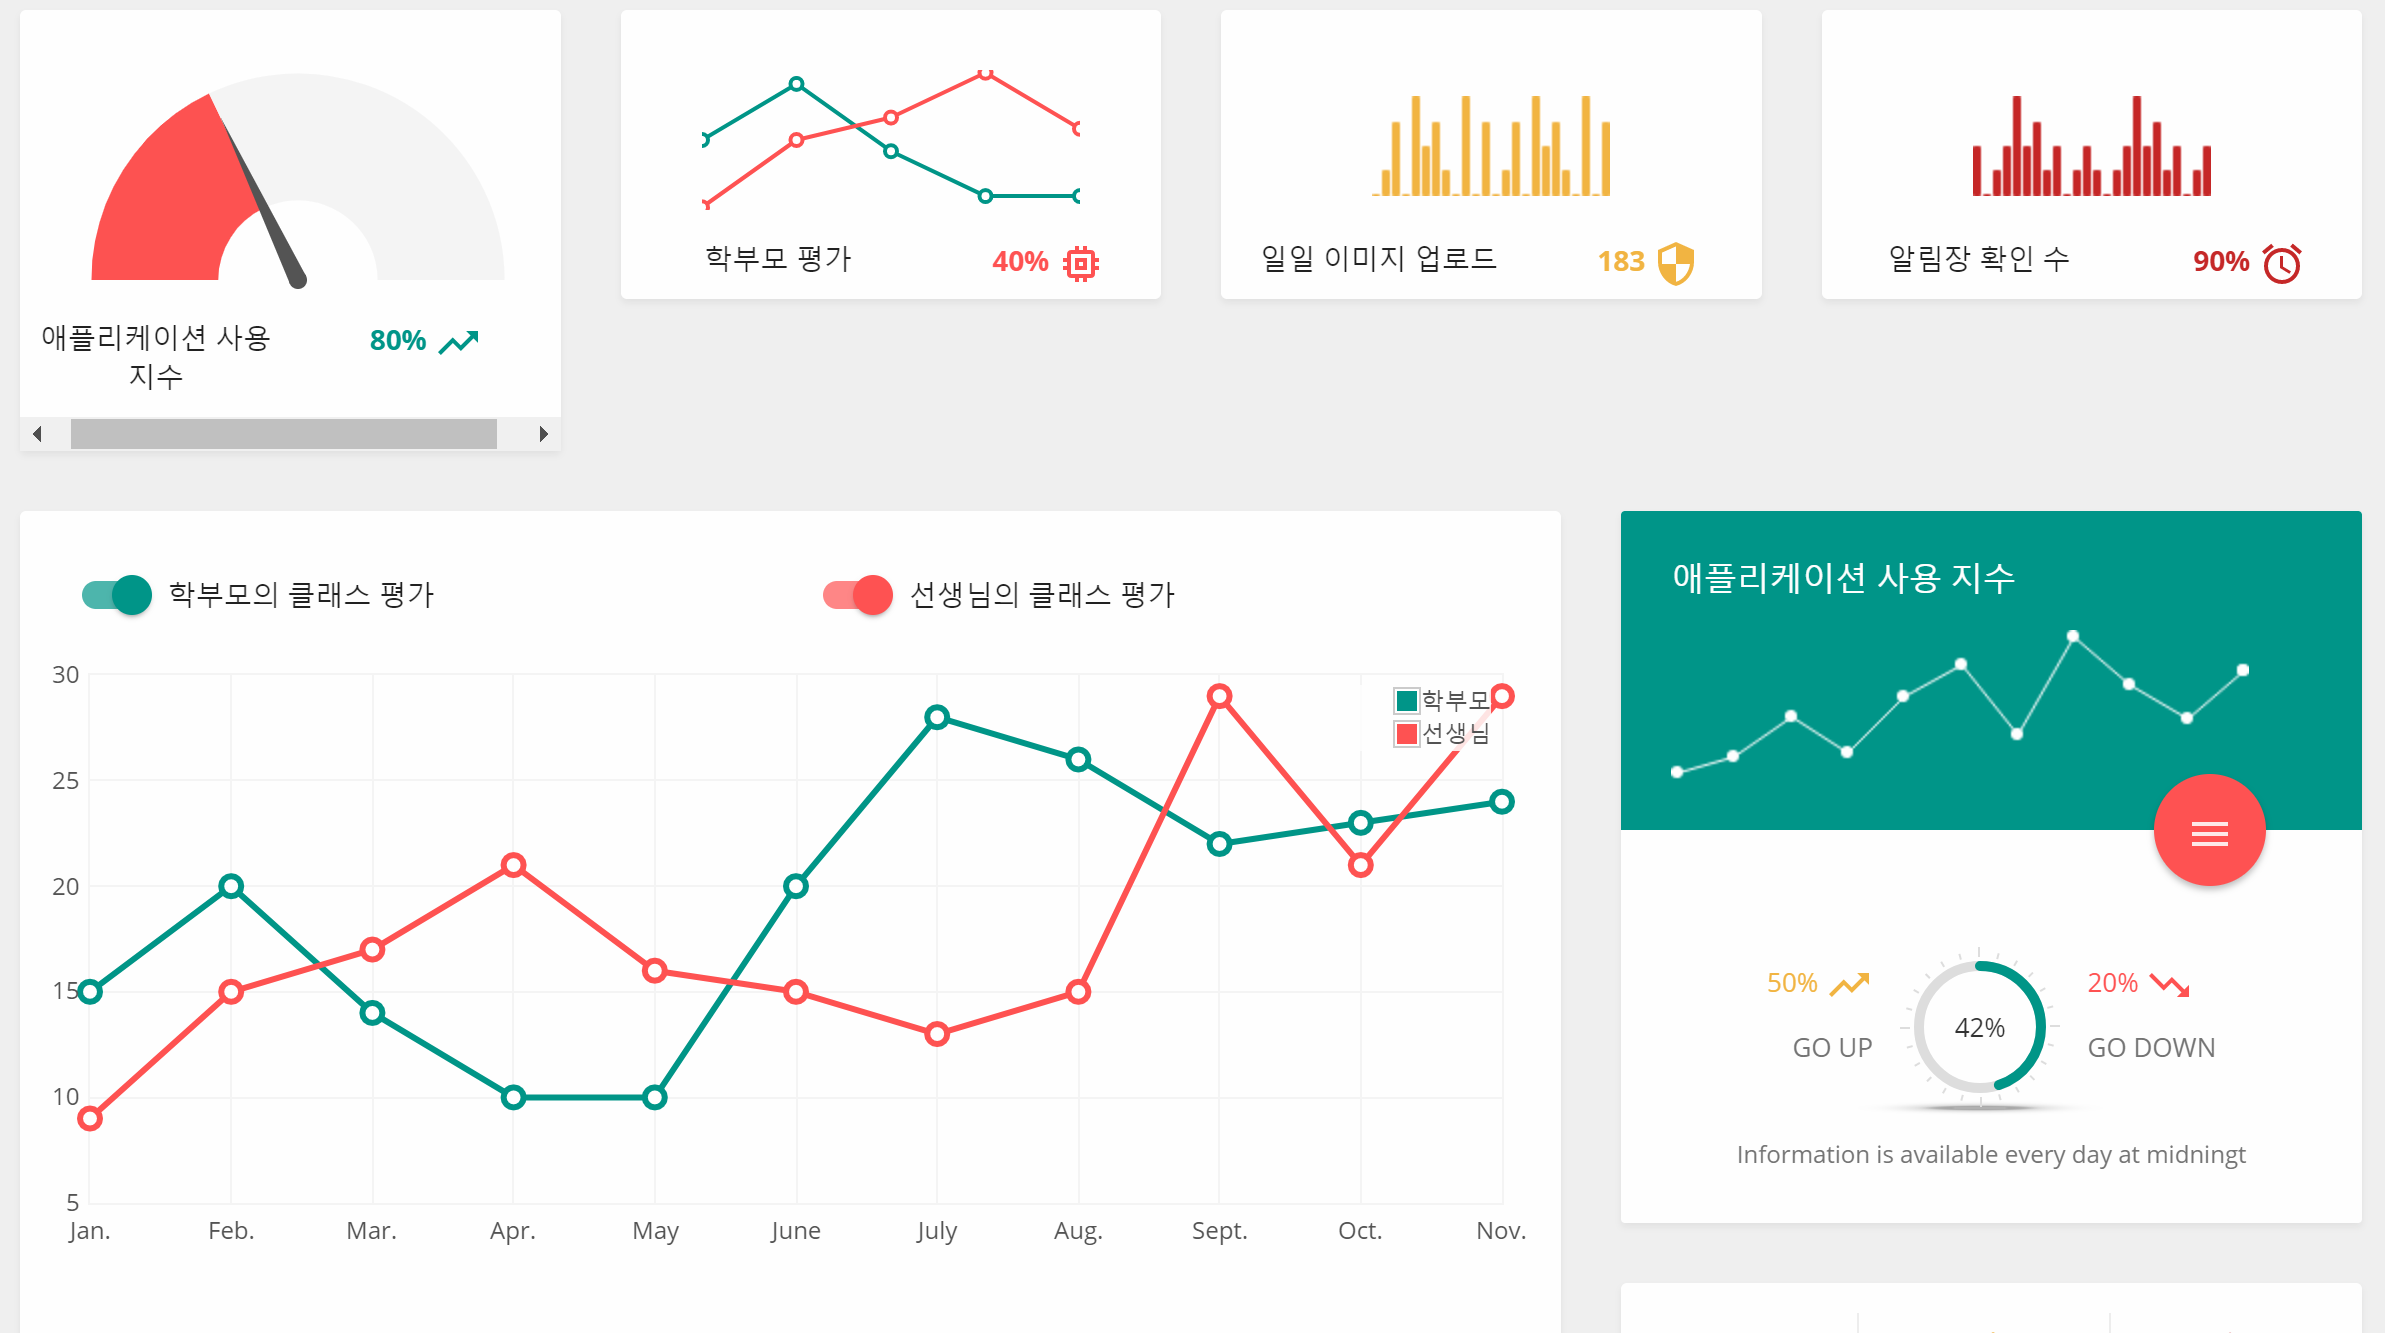 애플리케이션 사용
지수
80%
학부모 평가
40%
일일 이미지 업로드
183
알림장 확인 수
90%
학부모의 클래스 평가
선생님의 클래스 평가
학부모
선생님
30
25
20
15
10
5
Jan.
Feb.
Mar.
Apr.
May
June
July
Aug.
Sept.
Oct.
Nov.
애플리케이션 사용 지수
50%
GO UP
42%
20%
GO DOWN
Information is available every day at midningt